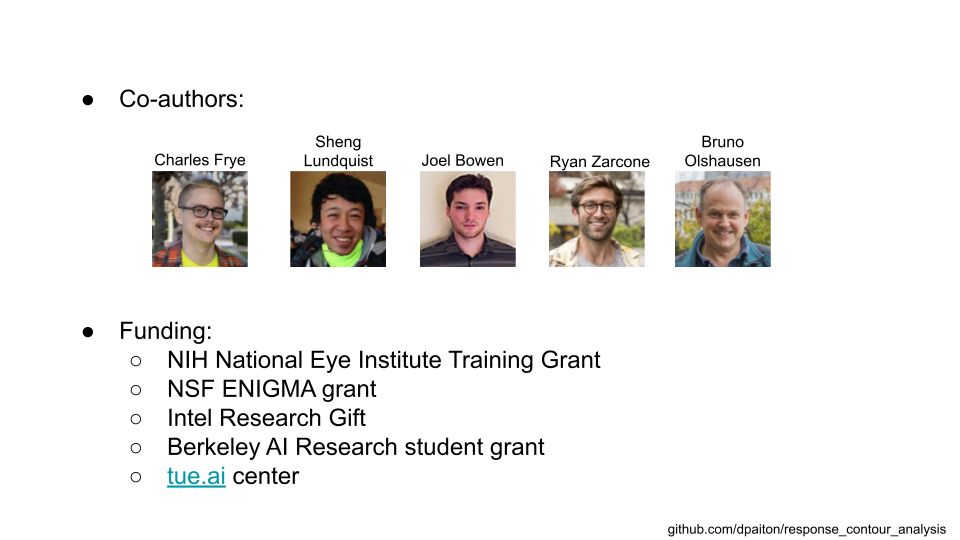 ● Co-authors:
Charles Frye
Sheng
Lundquist
Joel Bowen
Ryan Zarcone
Bruno
Olshausen
● Funding:
○ NIH National Eye Institute Training Grant
○ NSF ENIGMA grant
○ Intel Research Gift
○ Berkeley AI Research student grant
○ tue.ai center
github.com/dpaiton/response_contour_analysis